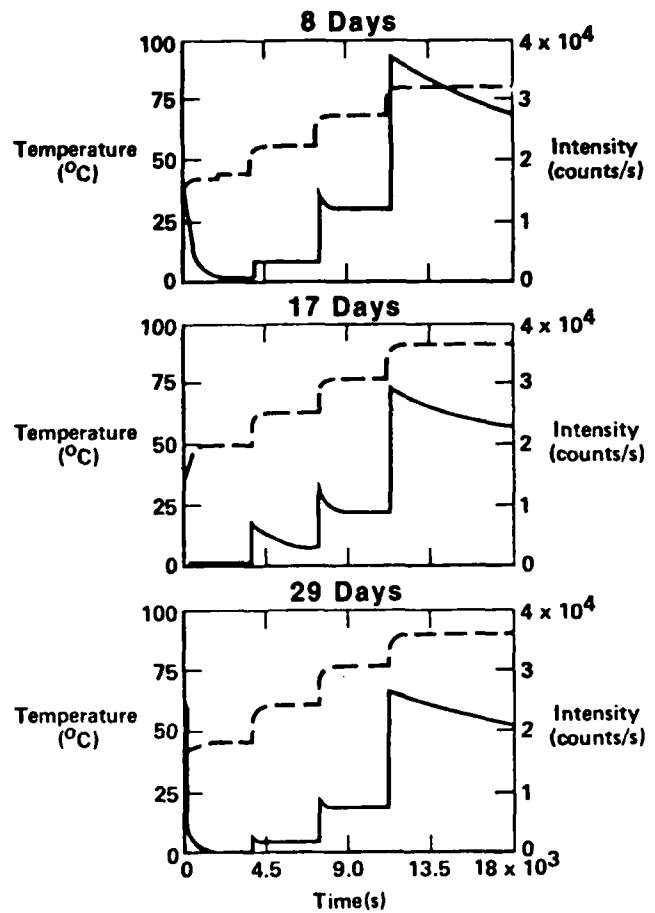 8 Days
100
75
50
25
0
Temperature
(°C)
4 x 10⁴
3
2
1
0
Intensity
(counts/s)
17 Days
100
75
50
25
0
Temperature
(°C)
4 x 10⁴
3
2
1
0
Intensity
(counts/s)
29 Days
100
75
50
25
0
Temperature
(°C)
4 x 10⁴
3
2
1
0
Intensity
(counts/s)
0 4.5 9.0 13.5 18 x 10³
Time(s)